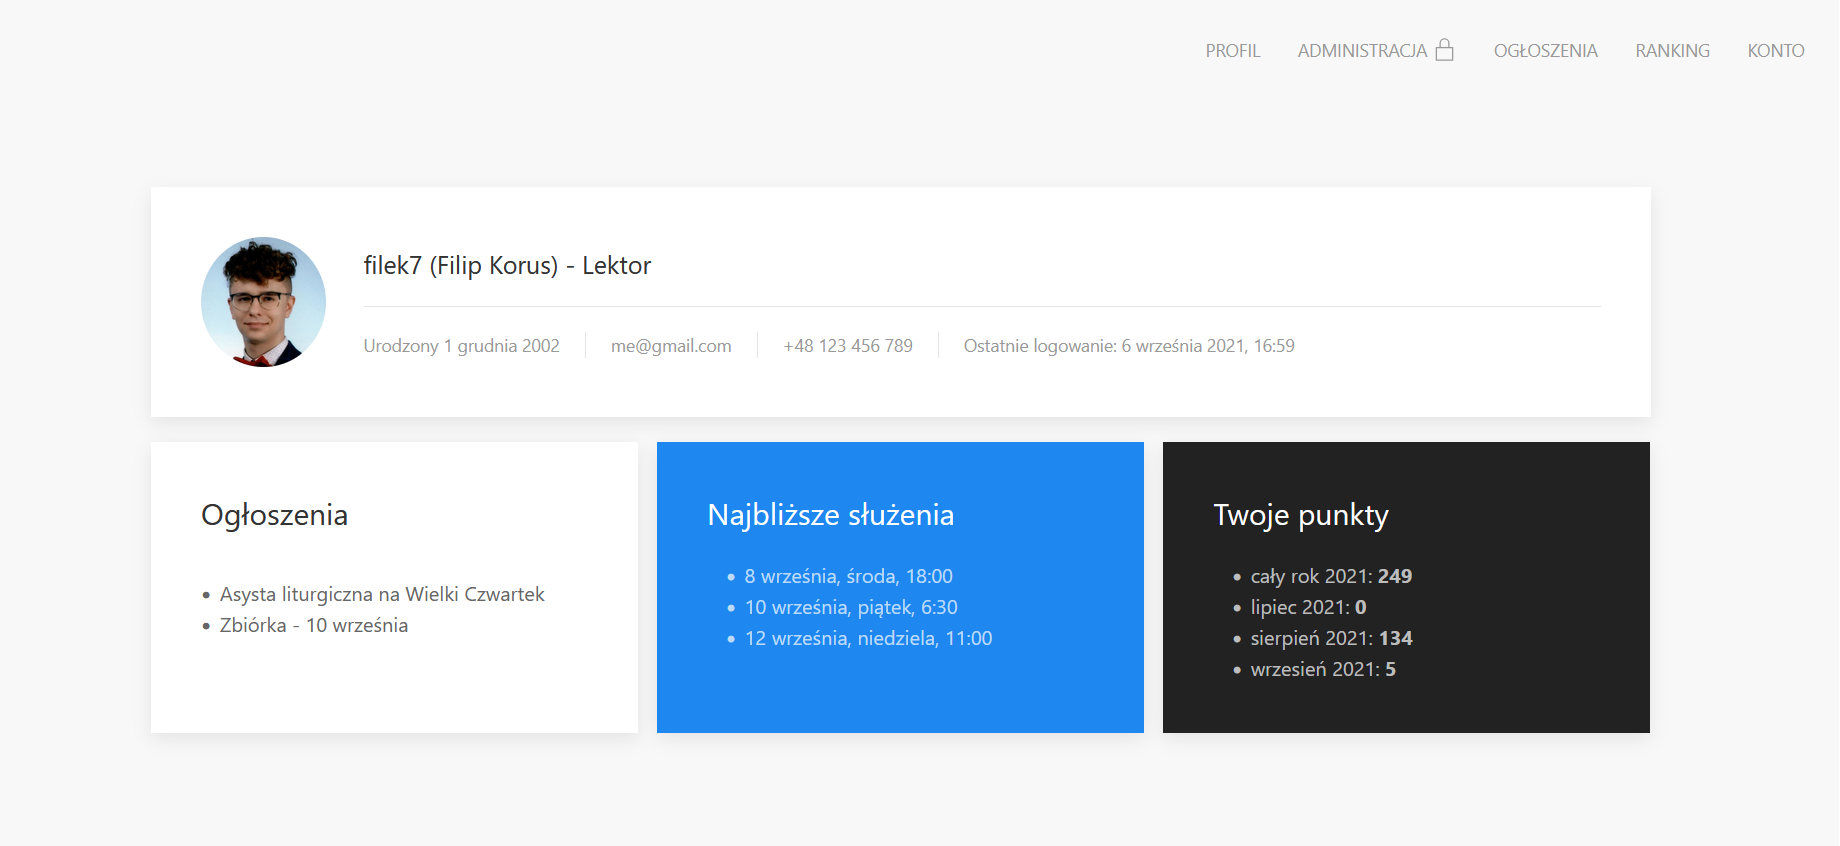 PROFIL ADMINISTRACJA OGŁOSZENIA RANKING KONTO
filek7 (Filip Korus) - Lektor
Urodzony 1 grudnia 2002 me@gmail.com +48 123 456 789 Ostatnie logowanie: 6 września 2021, 16:59
Ogłoszenia
• Asysta liturgiczna na Wielki Czwartek
• Zbiórka - 10 września
Najbliższe służenia
• 8 września, środa, 18:00
• 10 września, piątek, 6:30
• 12 września, niedziela, 11:00
Twoje punkty
• cały rok 2021: 249
• lipiec 2021: 0
• sierpień 2021: 134
• wrzesień 2021: 5